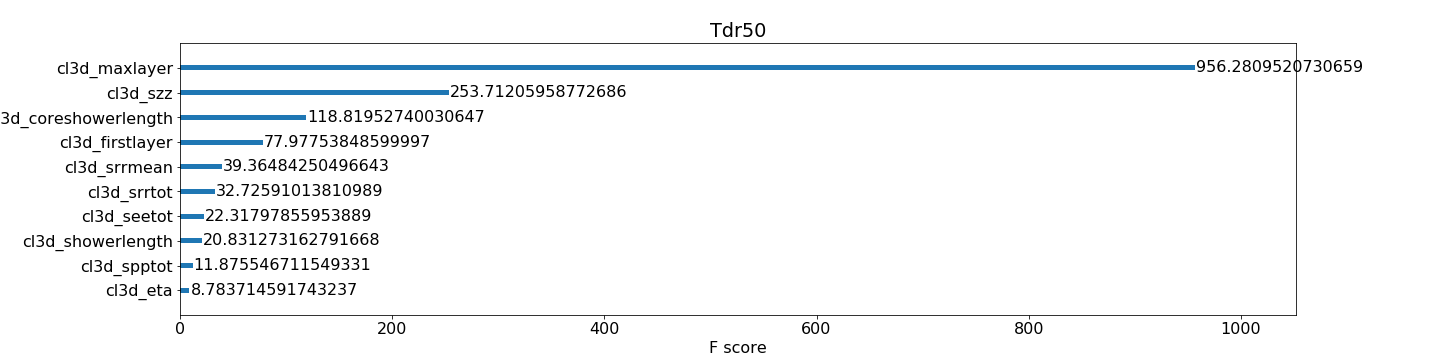 Tdr50
cl3d_maxlayer 956.2809520730659
cl3d_szz 253.71205958772686
3d_coreshowerlength 118.81952740030647
cl3d_firstlayer 77.97753848599997
cl3d_srrmean 39.36484250496643
cl3d_srrtot 32.72591013810989
cl3d_seetot 22.31797855953889
cl3d_showerlength 20.831273162791668
cl3d_spptot 11.875546711549331
cl3d_eta 8.783714591743237
0 200 400 600 800 1000
F score